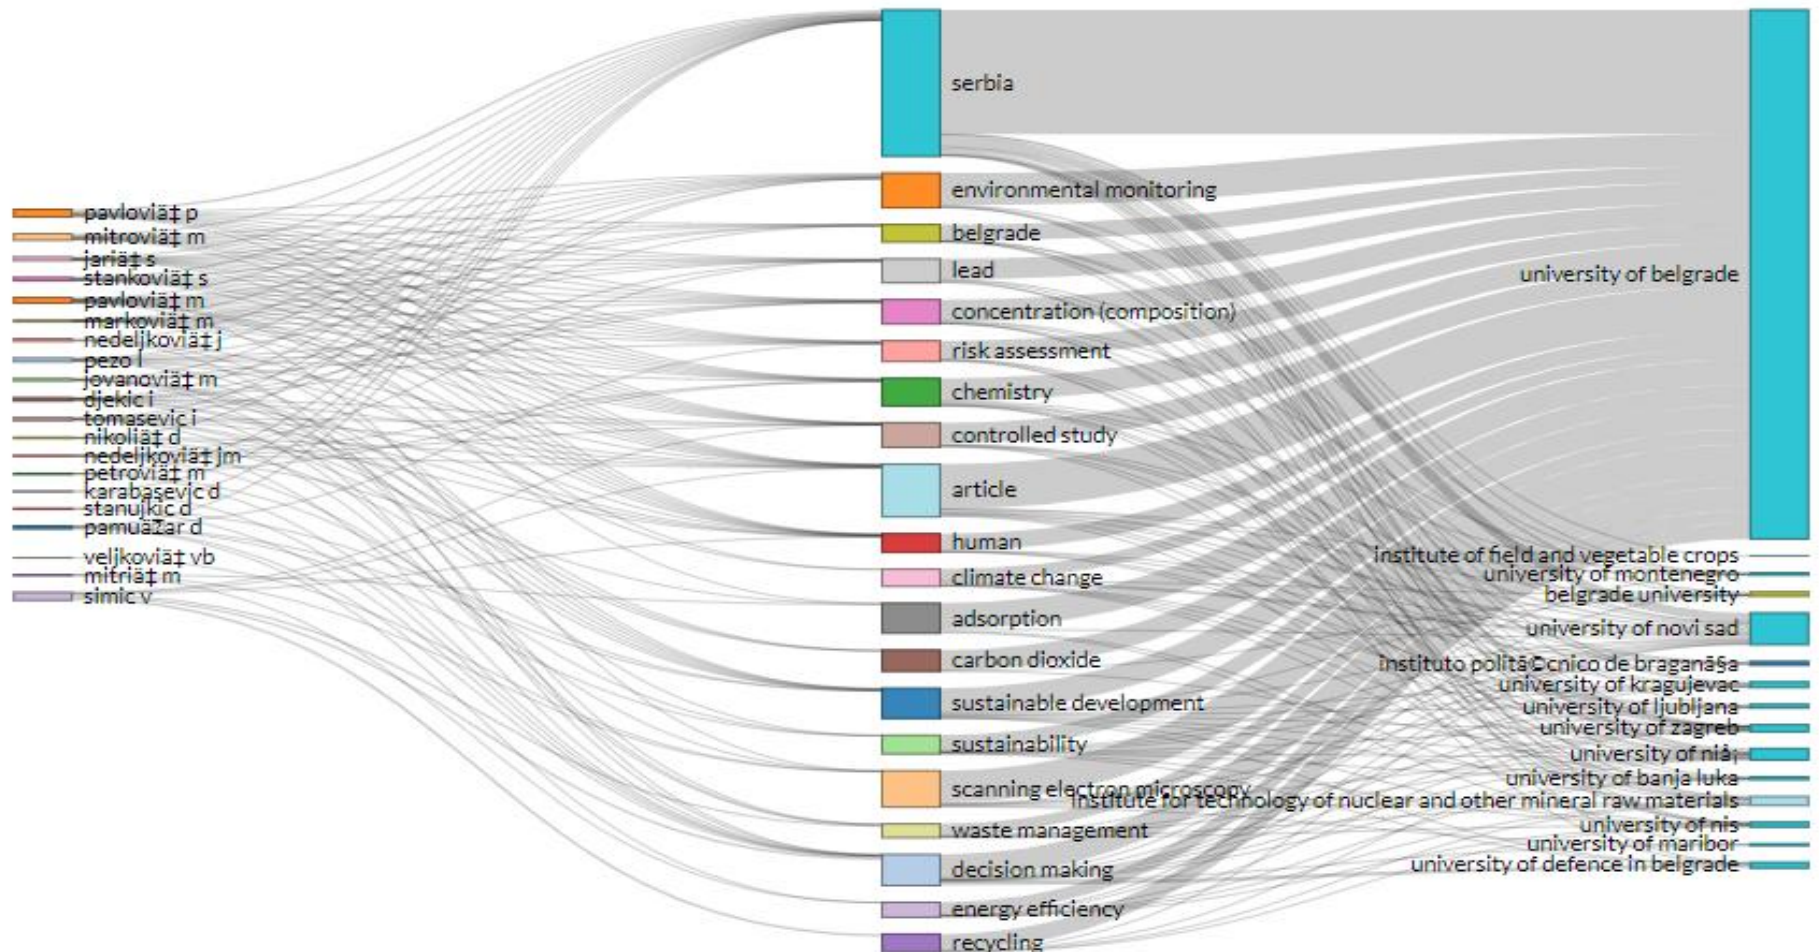 pavloviä‡ p
mitroviä‡ m
jariä‡ s
stankoviä‡ s
pavloviä‡ m
markoviä‡ m
nedeljkoviä‡ j
pezo l
jovanoviä‡ m
djekic i
tomasevic i
nikoliä‡ d
nedeljkoviä‡ jm
petroviä‡ m
karabasevic d
stanujkic d
pamuäžar d
veljkoviä‡ vb
mitriä‡ m
simic v
serbia
environmental monitoring
belgrade
lead
concentration (composition)
risk assessment
chemistry
controlled study
article
human
climate change
adsorption
carbon dioxide
sustainable development
sustainability
scanning electron microscopy
waste management
decision making
energy efficiency
recycling
university of belgrade
institute of field and vegetable crops
university of montenegro
belgrade university
university of novi sad
instituto politã©cnico de braganã§a
university of kragujevac
university of ljubljana
university of zagreb
university of niå¡
university of banja luka
institute for technology of nuclear and other mineral raw materials
university of nis
university of maribor
university of defence in belgrade